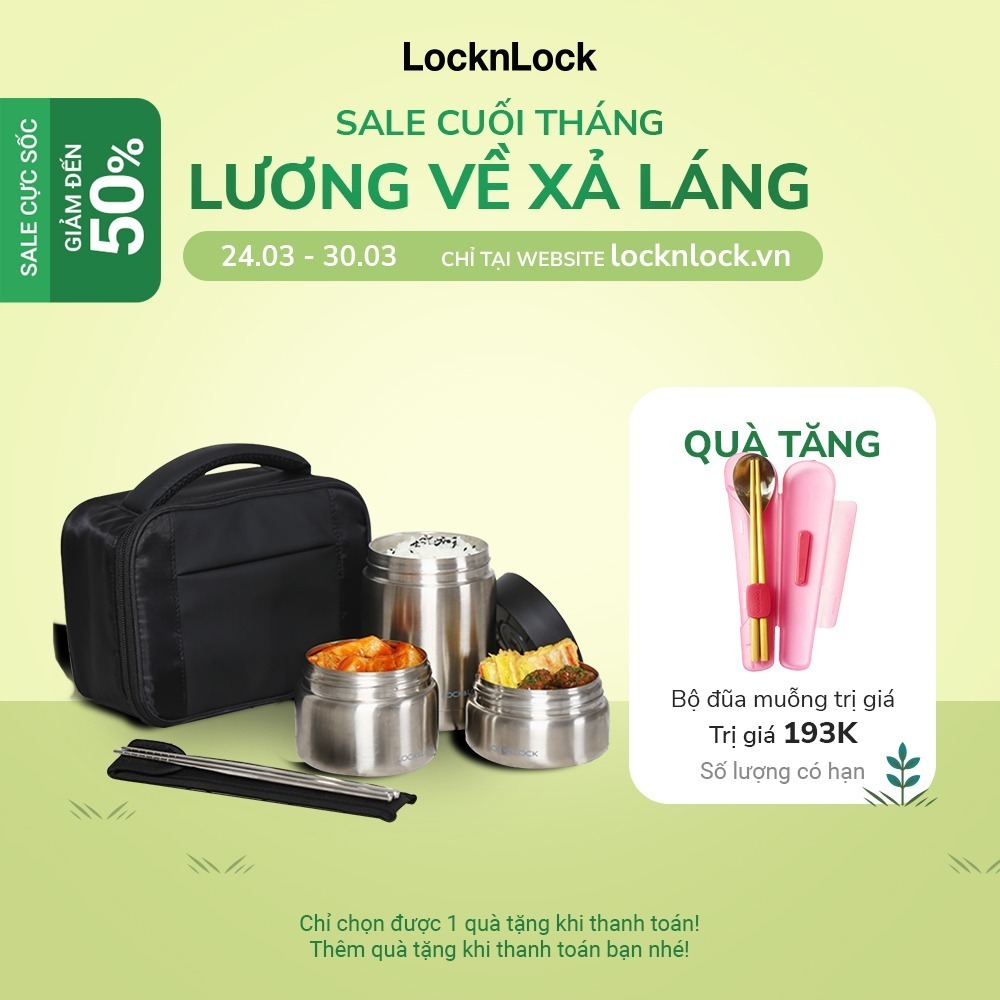 LocknLock
SALE CUỐI THÁNG
LƯƠNG VỀ XẢ LÁNG
24.03 - 30.03 CHỈ TẠI WEBSITE locknlock.vn
SALE CỰC SỐC
GIẢM ĐẾN
50%
QUÀ TẶNG
Bộ đũa muỗng trị giá
Trị giá 193K
Số lượng có hạn
Chỉ chọn được 1 quà tặng khi thanh toán!
Thêm quà tặng khi thanh toán bạn nhé!